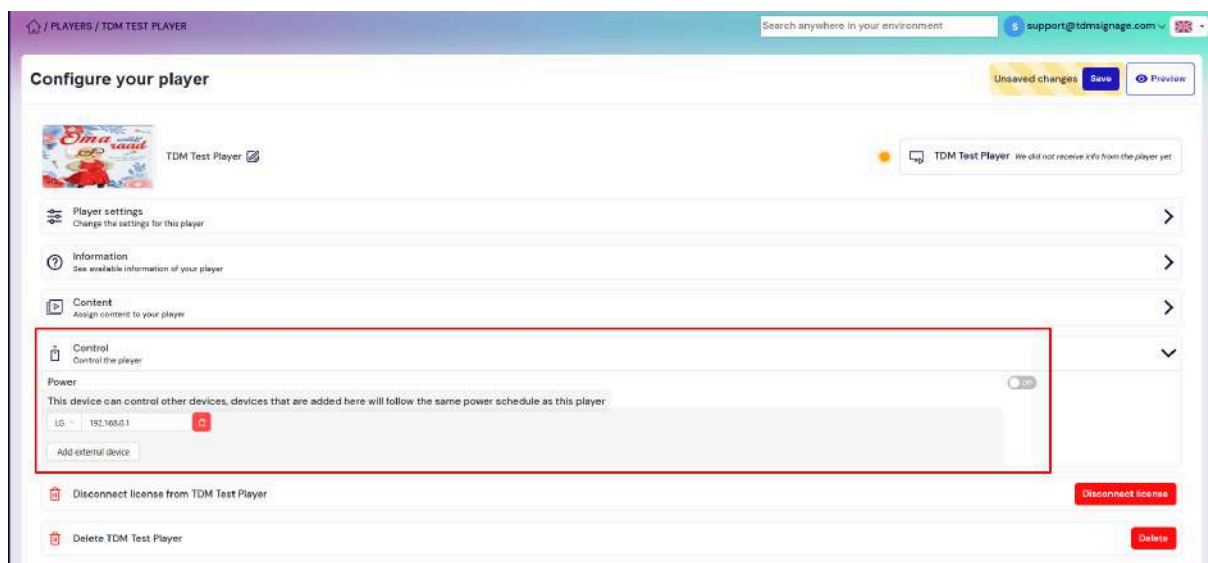 / PLAYERS / TDM TEST PLAYER
Search anywhere in your environment
S support@tdmsignage.com
Configure your player
Unsaved changes Save Preview
Oma
raad
TDM Test Player
TDM Test Player We did not receive info from the player yet
Player settings
Change the settings for this player
Information
See available information of your player
Content
Assign content to your player
Control
Control the player
Power
This device can control other devices, devices that are added here will follow the same power schedule as this player
LG 192.168.0.1
Add external device
Disconnect license from TDM Test Player Disconnect license
Delete TDM Test Player Delete